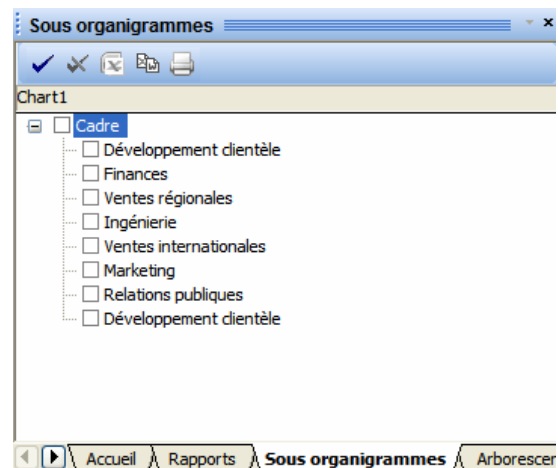 Sous organigrammes
Chart1
Cadre
Développement clientèle
Finances
Ventes régionales
Ingénierie
Ventes internationales
Marketing
Relations publiques
Développement clientèle
Accueil Rapports Sous organigrammes Arborescen